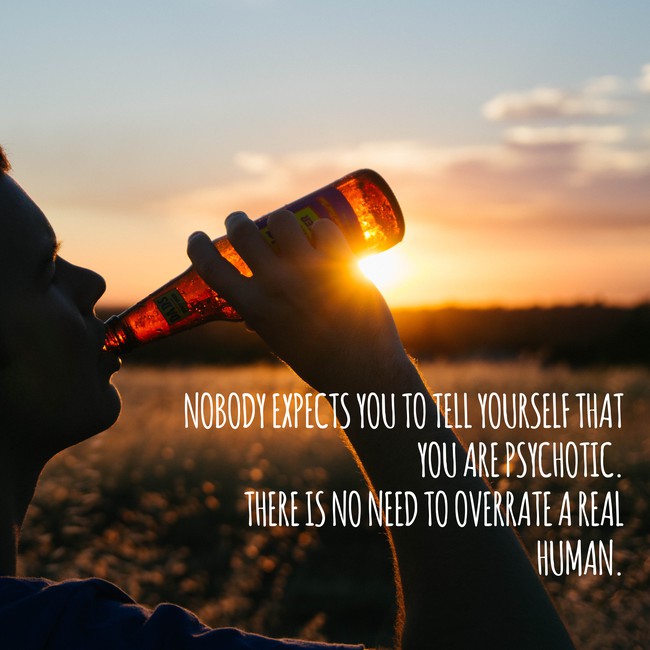 NOBODY EXPECTS YOU TO TELL YOURSELF THAT
YOU ARE PSYCHOTIC.
THERE IS NO NEED TO OVERRATE A REAL
HUMAN.